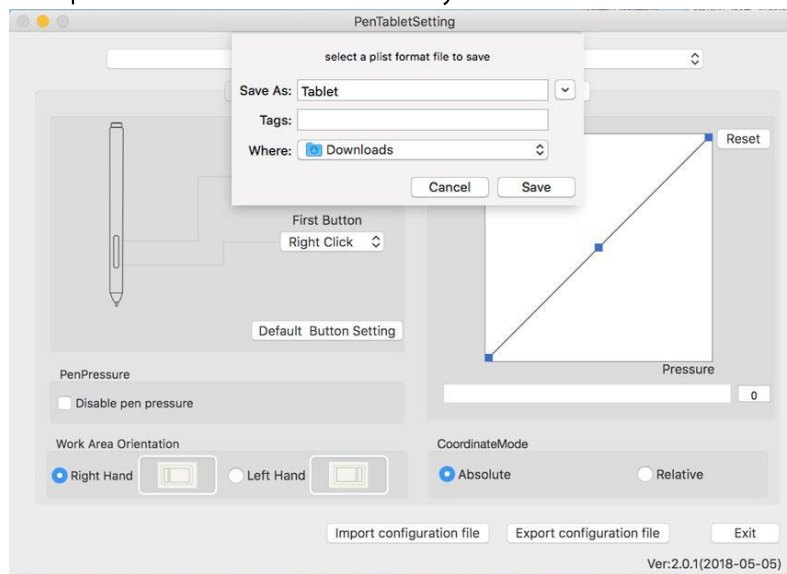 PenTabletSetting
select a plist format file to save
Save As: Tablet
Tags:
Where: Downloads
Cancel Save
Reset
First Button
Right Click
Default Button Setting
Pressure
0
PenPressure
Disable pen pressure
Work Area Orientation
Right Hand Left Hand
CoordinateMode
Absolute Relative
Import configuration file Export configuration file Exit
Ver:2.0.1(2018-05-05)